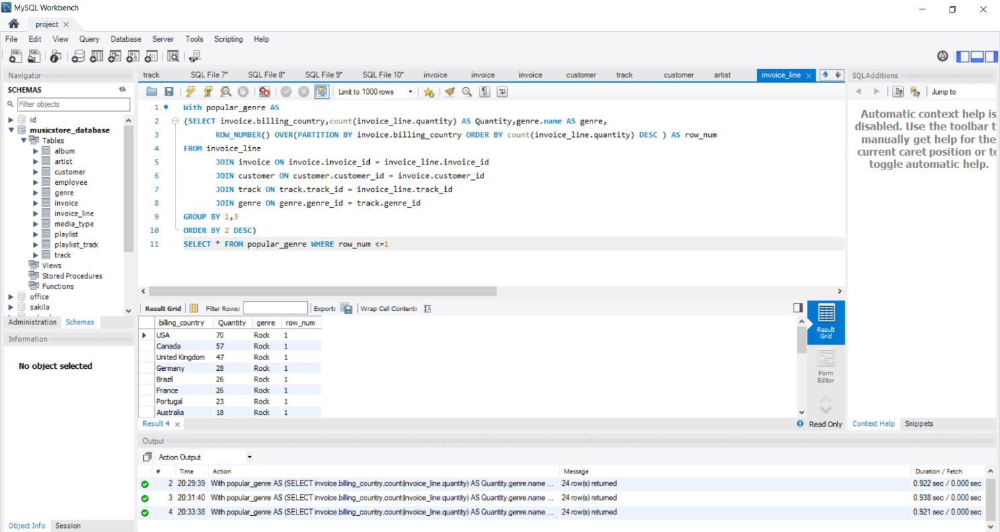 MySQL Workbench
project
File Edit View Query Database Server Tools Scripting Help
Navigator
SCHEMAS
Filter objects
id
musicstore_database
Tables
album
artist
customer
employee
genre
invoice
invoice_line
media_type
playlist
playlist_track
track
Views
Stored Procedures
Functions
office
sakila
Administration Schemas
Information
No object selected
Object Info Session
track SQL File 7* SQL File 8* SQL File 9* SQL File 10* invoice invoice invoice customer track customer artist invoice_line
Limit to 1000 rows
1 With popular_genre AS
2 (SELECT invoice.billing_country,count(invoice_line.quantity) AS Quantity,genre.name AS genre,
3 ROW_NUMBER() OVER(PARTITION BY invoice.billing_country ORDER BY count(invoice_line.quantity) DESC ) AS row_num
4 FROM invoice_line
5 JOIN invoice ON invoice.invoice_id = invoice_line.invoice_id
6 JOIN customer ON customer.customer_id = invoice.customer_id
7 JOIN track ON track.track_id = invoice_line.track_id
8 JOIN genre ON genre.genre_id = track.genre_id
9 GROUP BY 1,3
10 ORDER BY 2 DESC)
11 SELECT * FROM popular_genre WHERE row_num <=1
Result Grid Filter Rows: Export: Wrap Cell Content:
billing_country Quantity genre row_num
USA 70 Rock 1
Canada 57 Rock 1
United Kingdom 47 Rock 1
Germany 28 Rock 1
Brazil 26 Rock 1
France 26 Rock 1
Portugal 23 Rock 1
Australia 18 Rock 1
Result
Grid
Form
Editor
Result 4
Read Only
SQLAdditions
Jump to
Automatic context help is
disabled. Use the toolbar t
manually get help for the
current caret position or to
toggle automatic help.
Context Help Snippets
Output
Action Output
# Time Action Message Duration / Fetch
2 20:29:39 With popular_genre AS (SELECT invoice.billing_country,count(invoice_line.quantity) AS Quantity,genre.name ... 24 row(s) returned 0.922 sec / 0.000 sec
3 20:31:40 With popular_genre AS (SELECT invoice.billing_country,count(invoice_line.quantity) AS Quantity,genre.name ... 24 row(s) returned 0.938 sec / 0.000 sec
4 20:33:38 With popular_genre AS (SELECT invoice.billing_country,count(invoice_line.quantity) AS Quantity,genre.name ... 24 row(s) returned 0.921 sec / 0.000 sec